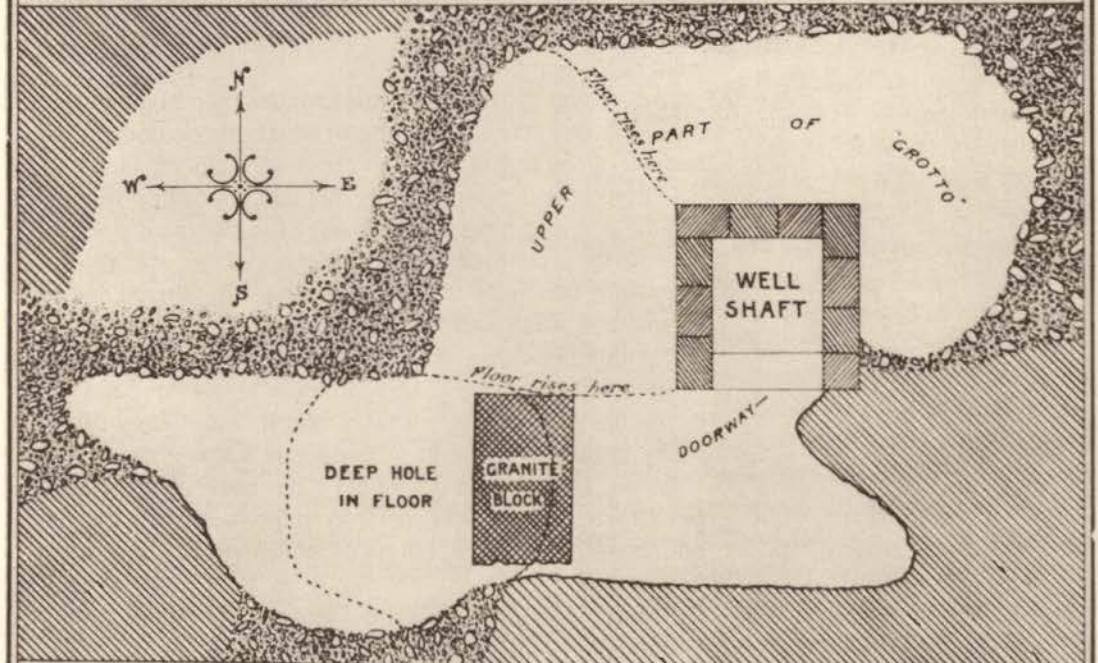 N
W E
S
Floor rises here
UPPER
PART OF
'GROTTO'
WELL
SHAFT
Floor rises here
DOORWAY—
DEEP HOLE
IN FLOOR
GRANITE
BLOCK